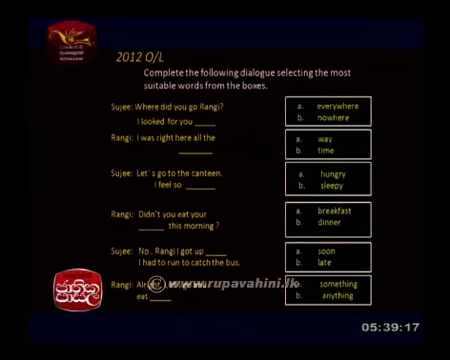 2012 O/L
Complete the following dialogue selecting the most
suitable words from the boxes.
Sujee: Where did you go Rangi?
I looked for you _____
a. everywhere
b. nowhere
Rangi: I was right here all the
_______
a. way
b. time
Sujee: Let`s go to the canteen.
I feel so ______
a. hungry
b. sleepy
Rangi: Didn't you eat your
_____ this morning ?
a. breakfast
b. dinner
Sujee: No , Rangi I got up _____
I had to run to catch the bus.
a. soon
b. late
Rangi:
eat _____
a. something
b. anything
www.rupavahini.lk
ජාතික
පාසල
05:39:17